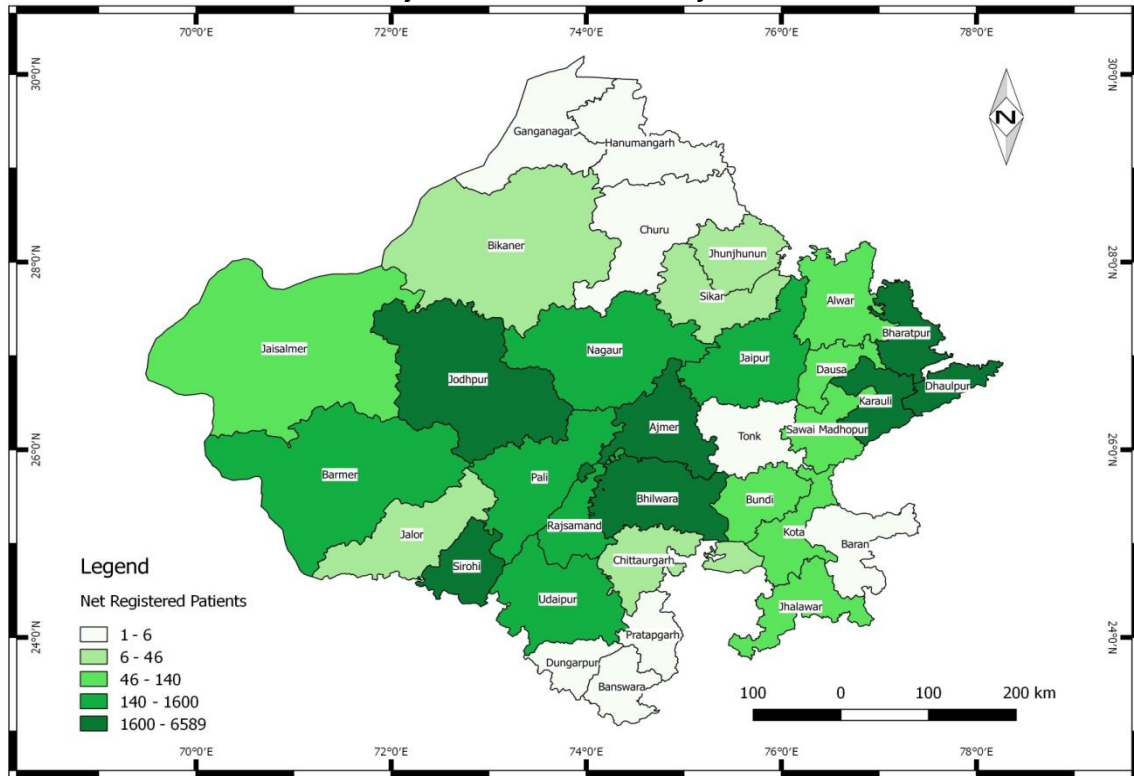 70°0'E 72°0'E 74°0'E 76°0'E 78°0'E
30°0'N 30°0'N
N
Ganganagar
Hanumangarh
Churu
Bikaner
Jhunjhunun
28°0'N 28°0'N
Sikar
Alwar
Bharatpur
Jaisalmer
Nagaur
Jaipur
Dausa
Jodhpur
Dhaulpur
Karauli
Ajmer
Tonk
Sawai Madhopur
26°0'N 26°0'N
Barmer
Pali
Bhilwara
Bundi
Rajsamand
Kota
Jalor
Baran
Chittaurgarh
Sirohi
Udaipur
Jhalawar
24°0'N 24°0'N
Pratapgarh
Dungarpur
Banswara
Legend
Net Registered Patients
1 - 6
6 - 46
46 - 140
140 - 1600
1600 - 6589
100 0 100 200 km
70°0'E 72°0'E 74°0'E 76°0'E 78°0'E